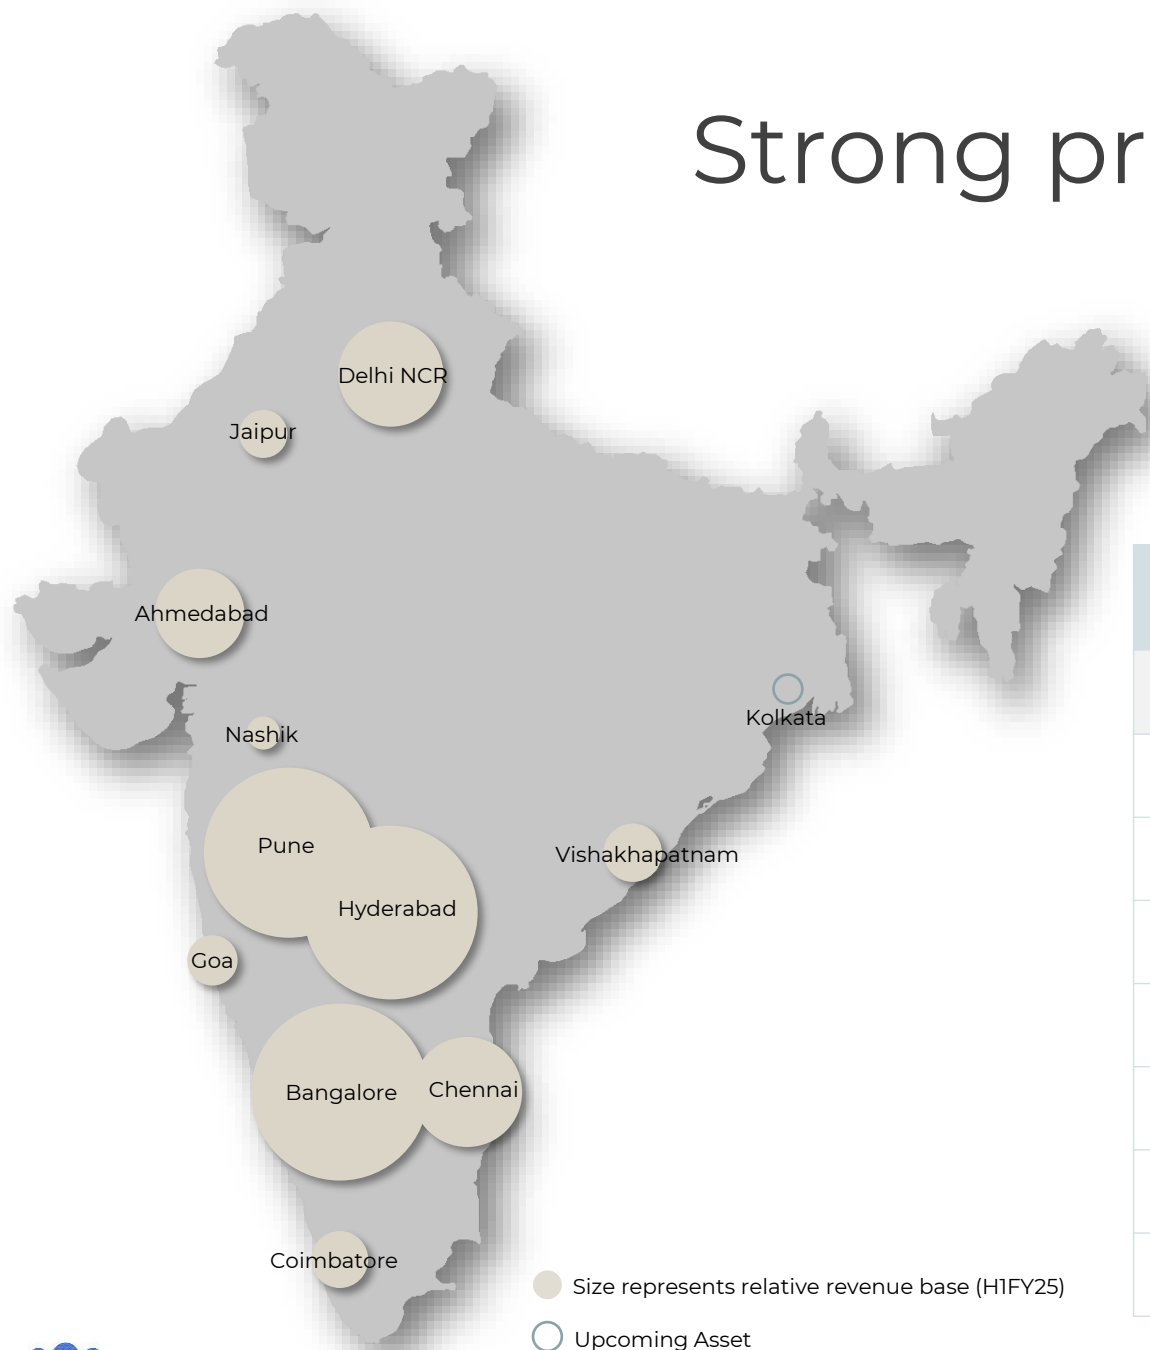 Strong pr
Delhi NCR
Jaipur
Ahmedabad
Kolkata
Nashik
Pune
Vishakhapatnam
Hyderabad
Goa
Bangalore
Chennai
Coimbatore
Size represents relative revenue base (H1FY25)
Upcoming Asset